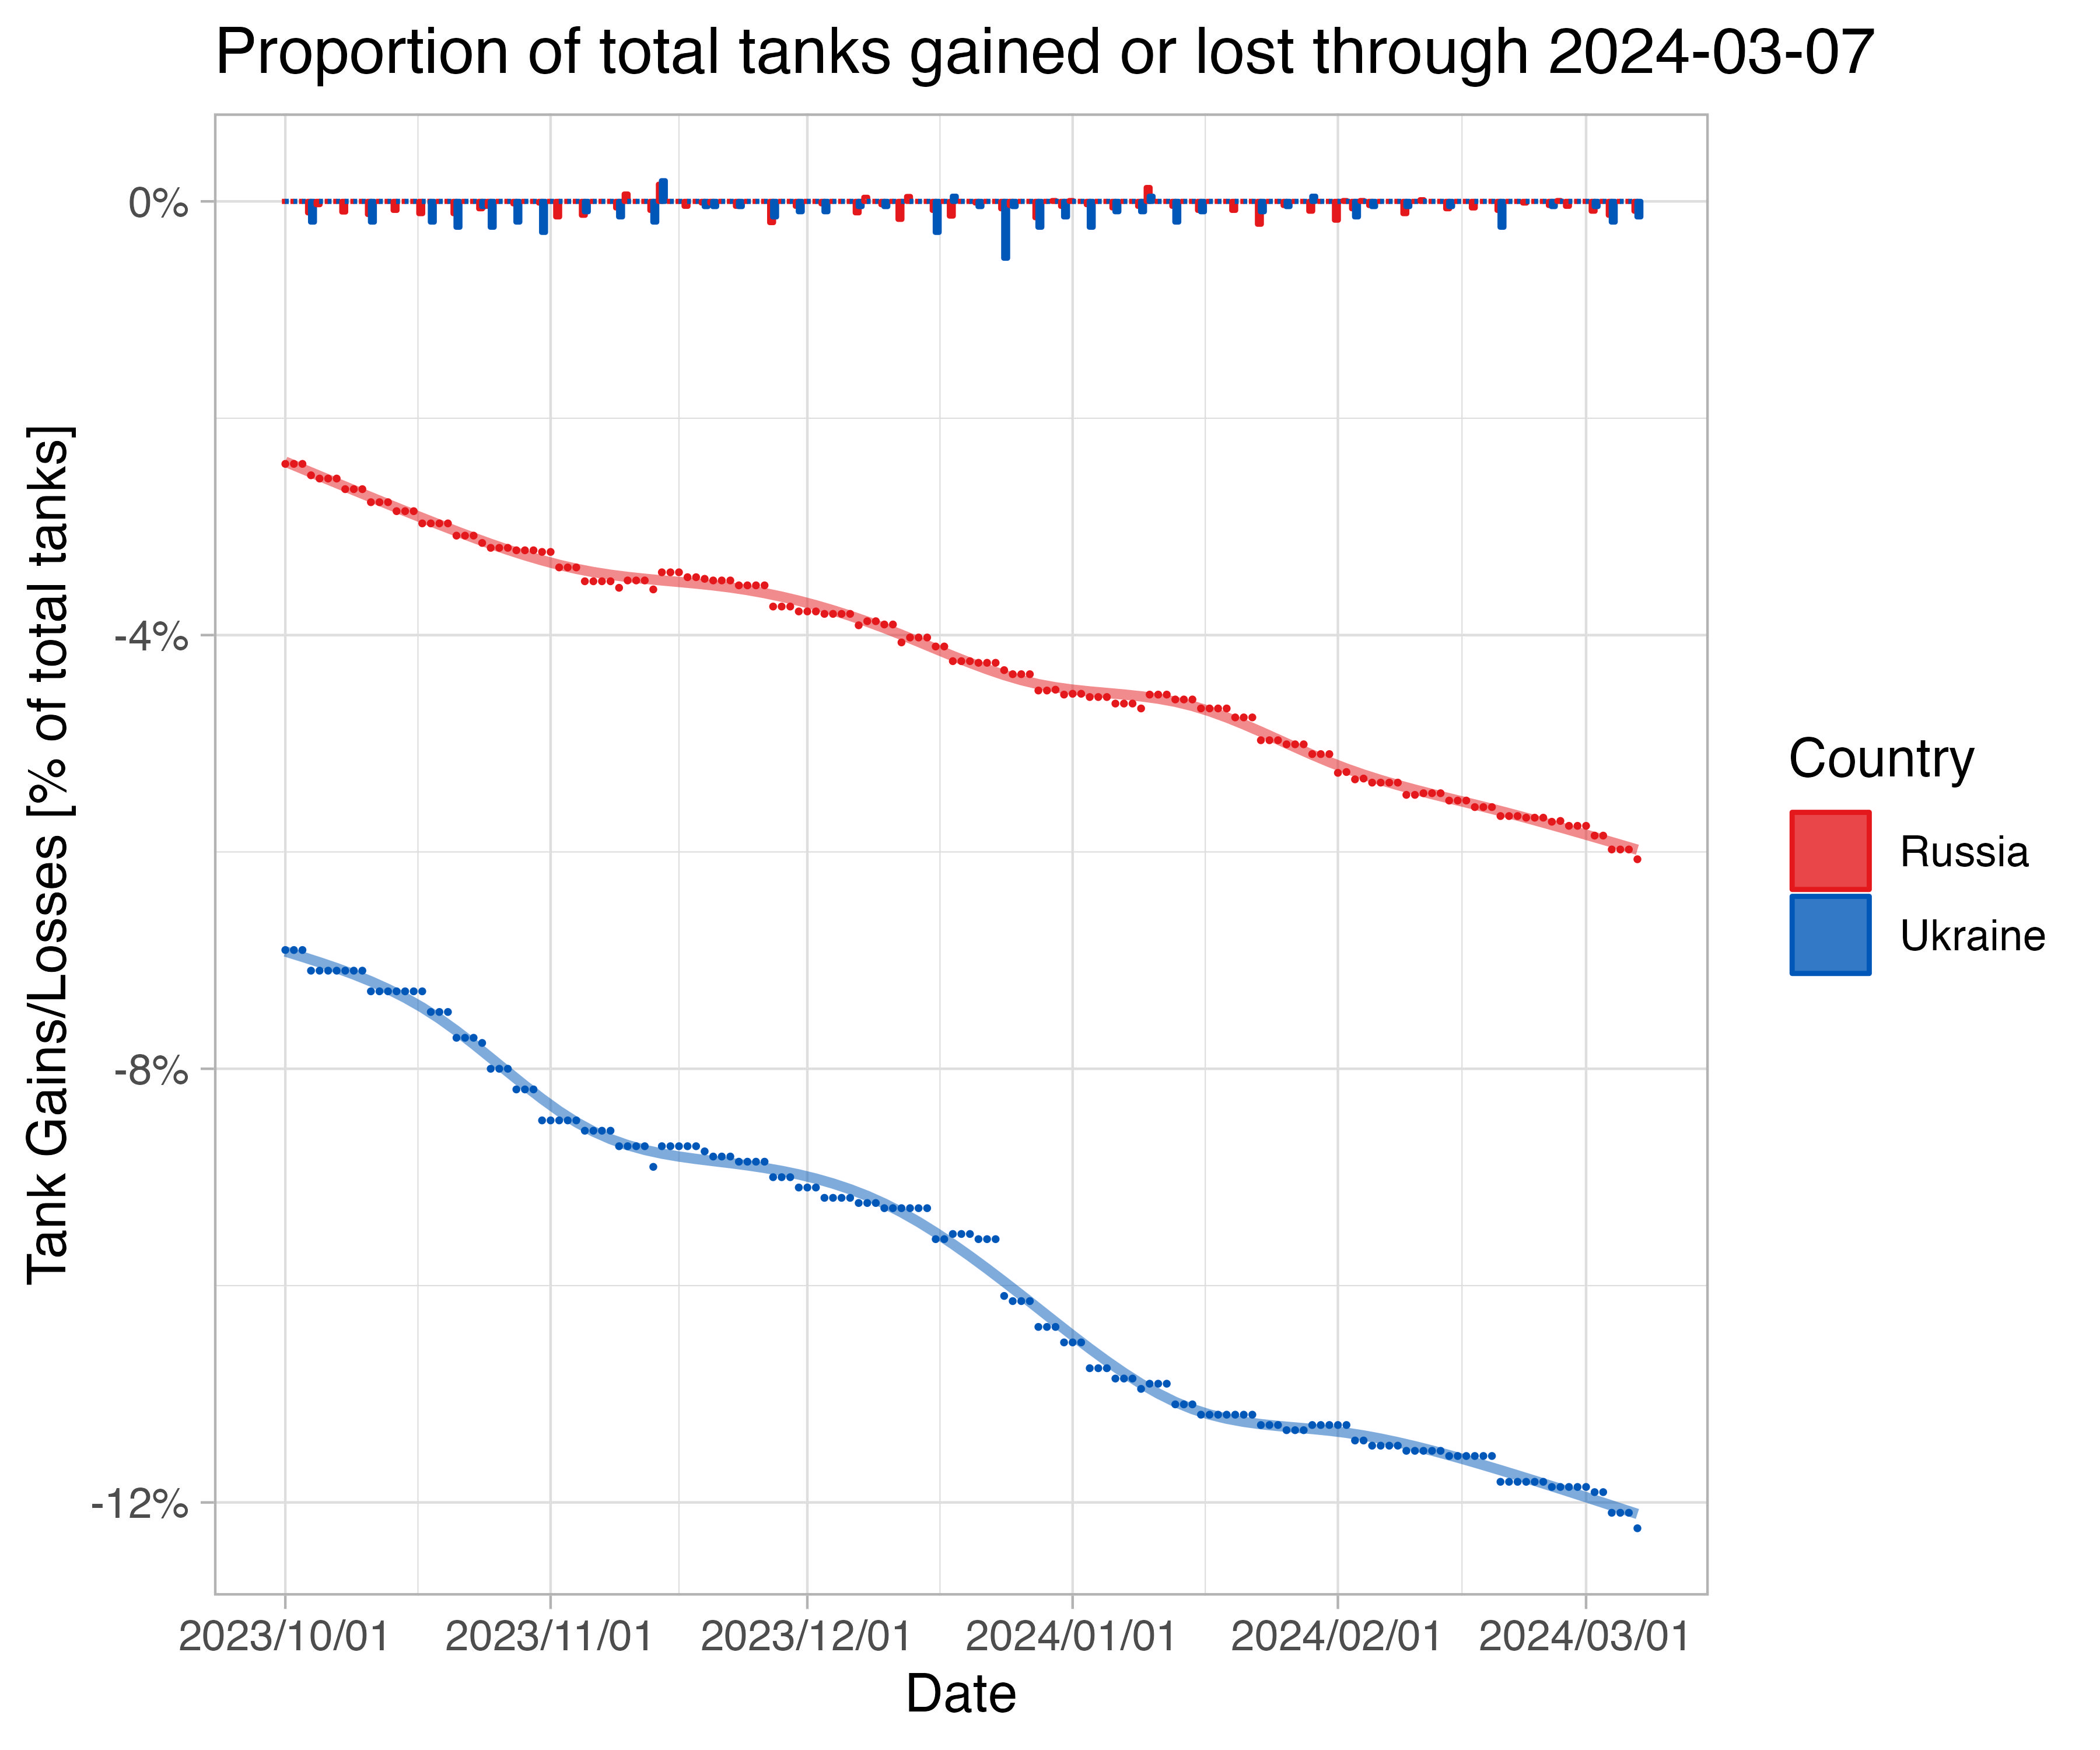 Proportion of total tanks gained or lost through 2024-03-07
Tank Gains/Losses [% of total tanks]
0%
-4%
-8%
-12%
2023/10/01
2023/11/01
2023/12/01
2024/01/01
2024/02/01
2024/03/01
Date
Country
Russia
Ukraine